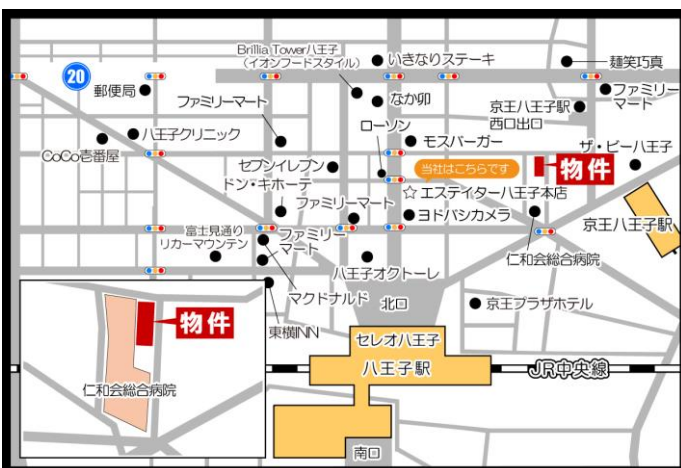 Brillia Tower八王子
(イオンフードスタイル)
いきなりステーキ
麺笑巧真
20
郵便局
なか卯
ファミリー
マート
ファミリーマート
京王八王子駅
西口出口
ローソン
八王子クリニック
モスバーガー
ザ・ビー八王子
CoCo壱番屋
セブンイレブン
当社はこちらです
物件
ドン・キホーテ
☆ エステイター八王子本店
ファミリーマート
ヨドバシカメラ
京王八王子駅
富士見通り
リカーマウンテン
ファミリー
マート
仁和会総合病院
八王子オクトーレ
マクドナルド
北口
京王プラザホテル
東横INN
物件
セレオ八王子
八王子駅
JR中央線
仁和会総合病院
南口